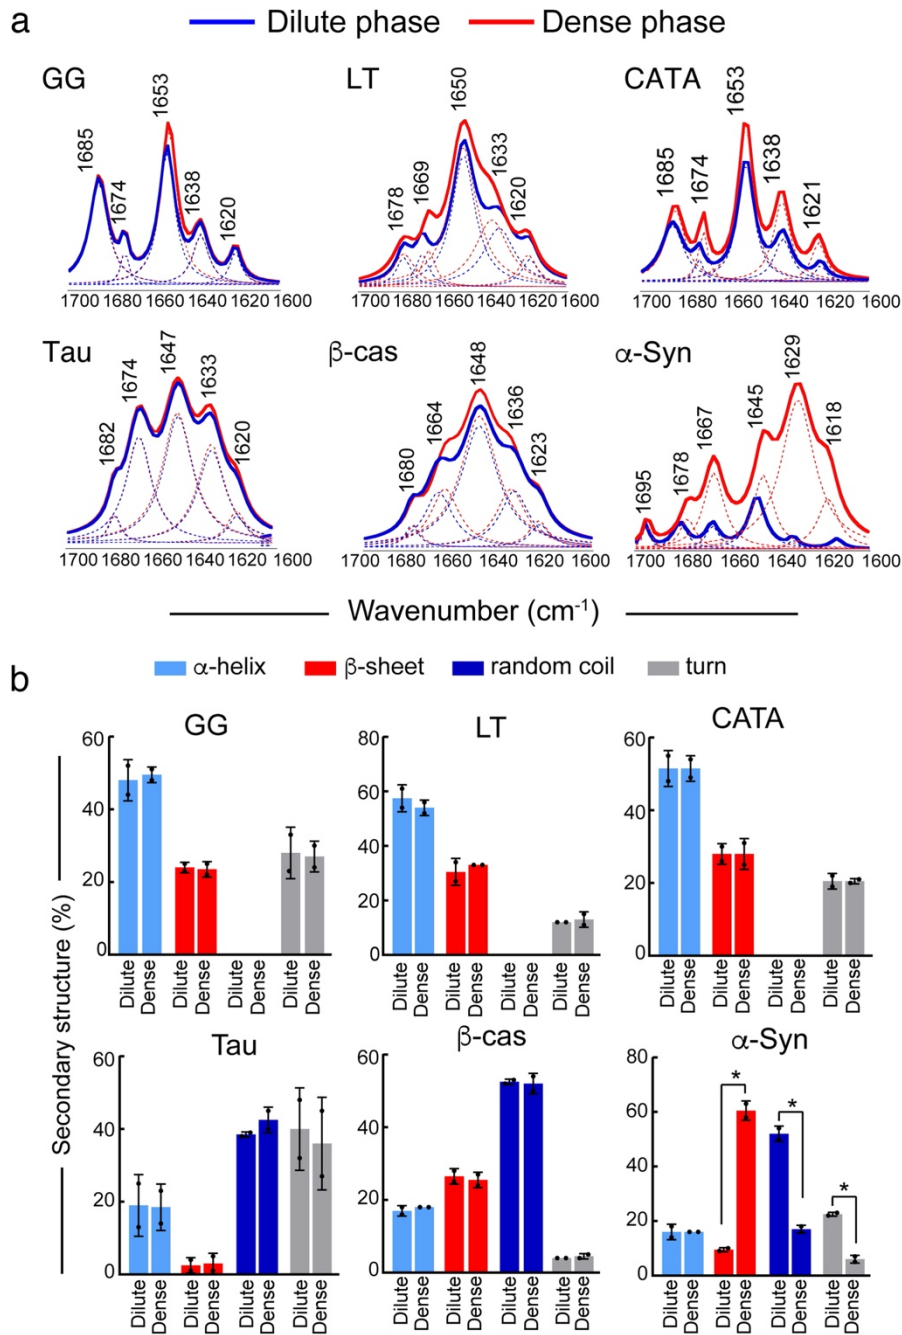 a
Dilute phase Dense phase
GG
1685
1674
1653
1638
1620
1700 1680 1660 1640 1620 1600
LT
1678
1669
1650
1633
1620
1700 1680 1660 1640 1620 1600
CATA
1685
1674
1653
1638
1621
1700 1680 1660 1640 1620 1600
Tau
1682
1674
1647
1633
1620
1700 1680 1660 1640 1620 1600
β-cas
1680
1664
1648
1636
1623
1700 1680 1660 1640 1620 1600
α-Syn
1695
1678
1667
1645
1629
1618
1700 1680 1660 1640 1620 1600
Wavenumber (cm⁻¹)
b
α-helix β-sheet random coil turn
Secondary structure (%)
GG
60
40
20
0
Dilute Dense Dilute Dense Dilute Dense Dilute Dense
LT
80
60
40
20
0
Dilute Dense Dilute Dense Dilute Dense Dilute Dense
CATA
60
40
20
0
Dilute Dense Dilute Dense Dilute Dense Dilute Dense
Tau
60
40
20
0
Dilute Dense Dilute Dense Dilute Dense Dilute Dense
β-cas
60
40
20
0
Dilute Dense Dilute Dense Dilute Dense Dilute Dense
α-Syn
80
60
40
20
0
* * *
Dilute Dense Dilute Dense Dilute Dense Dilute Dense